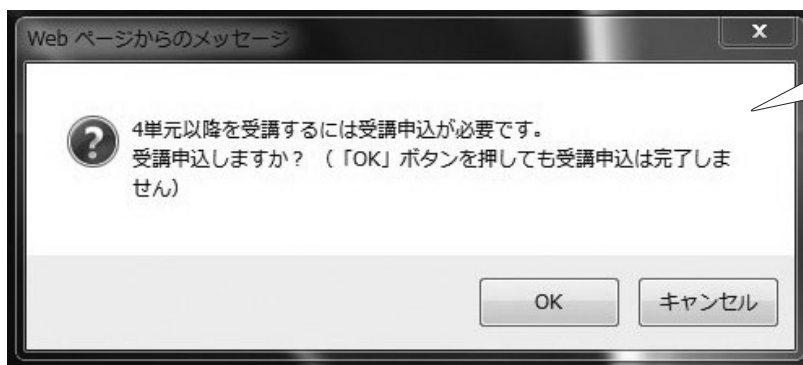 Web ページからのメッセージ
x
4単元以降を受講するには受講申込が必要です。
受講申込しますか？ （「OK」ボタンを押しても受講申込は完了しま
せん）
OK
キャンセル